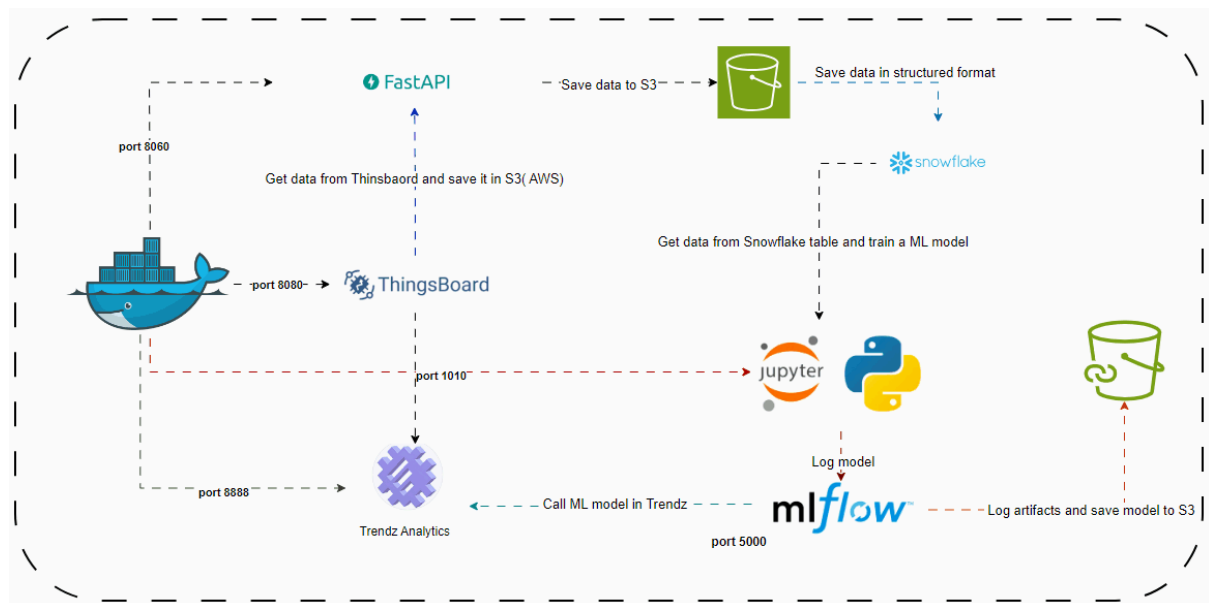 FastAPI
Save data to S3
Save data in structured format
port 8060
snowflake
Get data from Thinsbaord and save it in S3( AWS)
Get data from Snowflake table and train a ML model
port 8080
ThingsBoard
jupyter
port 1010
Log model
port 8888
Call ML model in Trendz
mlflow™
Log artifacts and save model to S3
Trendz Analytics
port 5000